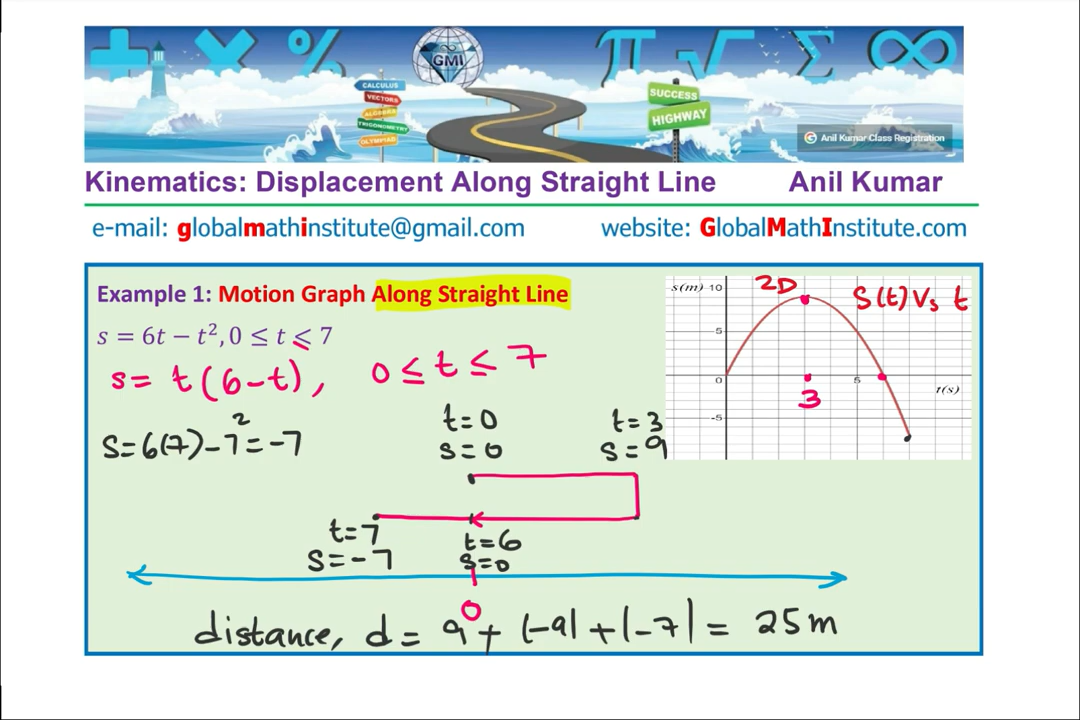 GMI
CALCULUS
VECTORS
ALGEBRA
TRIGONOMETRY
OLYMPIAD
SUCCESS
HIGHWAY
Anil Kumar Class Registration
Kinematics: Displacement Along Straight Line Anil Kumar
e-mail: globalmathinstitute@gmail.com website: GlobalMathInstitute.com
Example 1: Motion Graph Along Straight Line
s = 6t − t², 0 ≤ t ≤ 7
s = t(6-t), 0 ≤ t ≤ 7
s=6(7)-7²=-7
s(m) 10
2D
S(t) Vs t
5
0
5
t(s)
3
-5
t=0
s=0
t=3
s=9
t=7
s=-7
t=6
s=0
0
distance, d = 9 + |-9| + |-7| = 25m